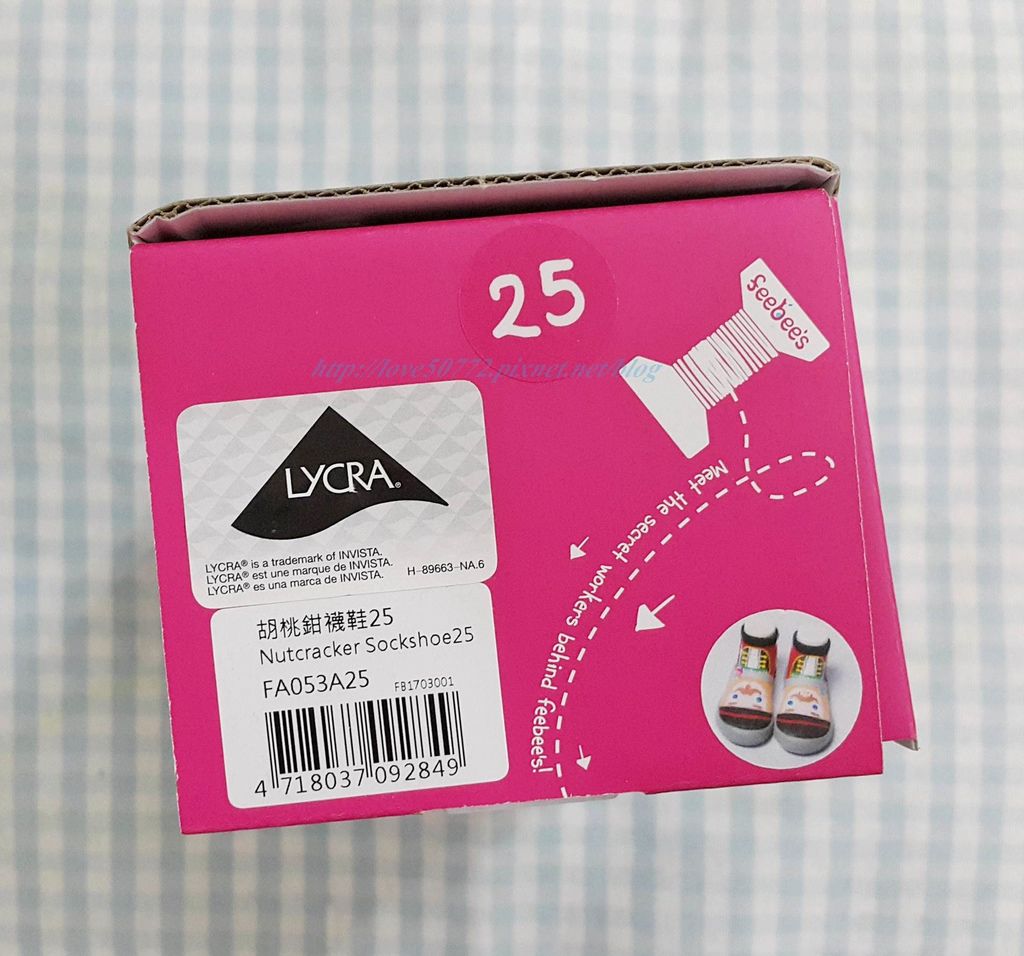 25
feebee's
http://love50772.pixnet.net/blog
LYCRA®
LYCRA® is a trademark of INVISTA.
LYCRA® est une marque de INVISTA.
LYCRA® es una marca de INVISTA.
H-89663-NA.6
Meet the secret workers behind feebee's!
胡桃鉗襪鞋25
Nutcracker Sockshoe25
FA053A25 FB1703001
4 718037 092849